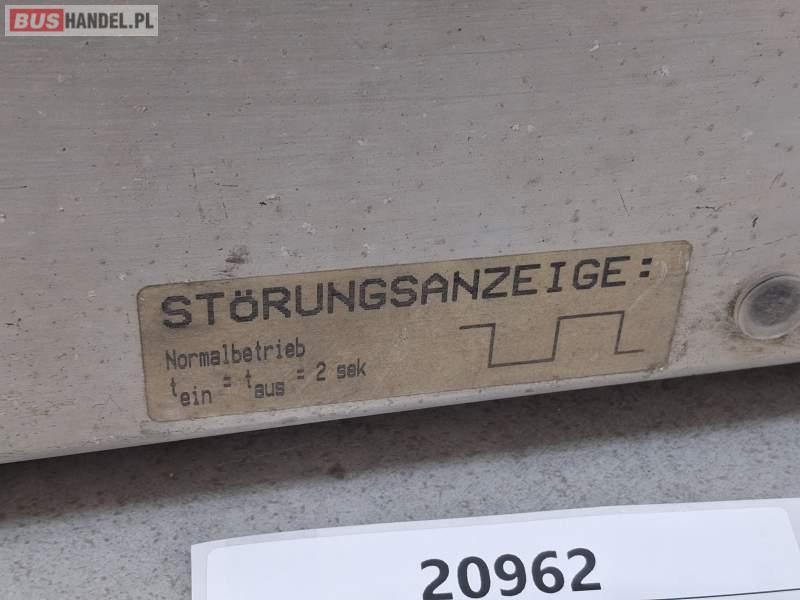 BUSHANDEL.PL
STÖRUNGSANZEIGE:
Normalbetrieb
tein = taus = 2 sek
20962